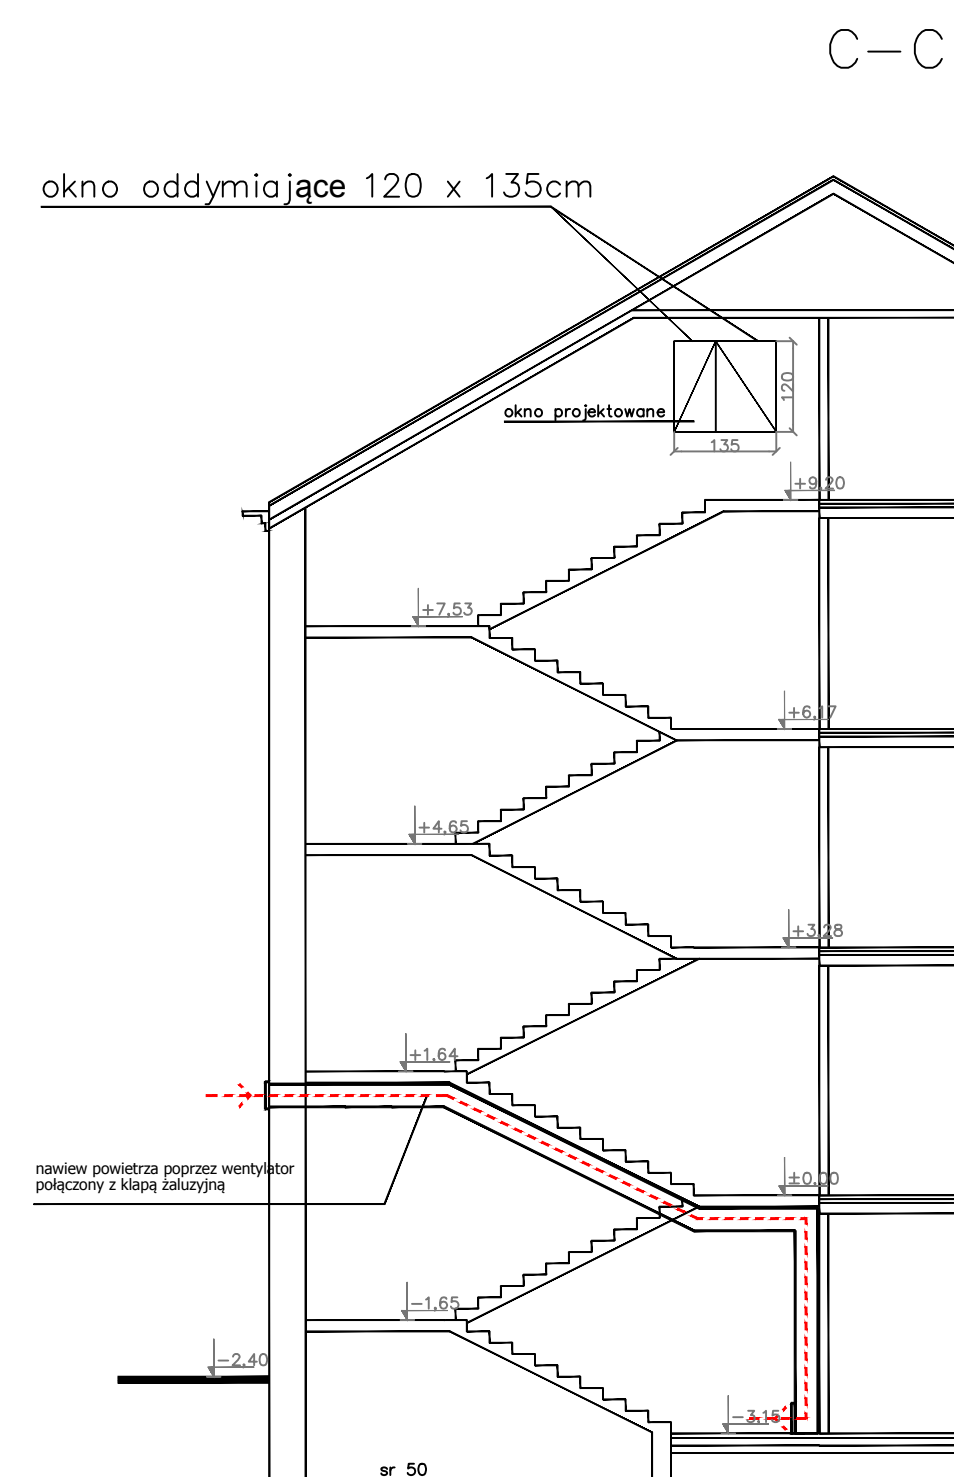 C-C
okno oddymiające 120 x 135cm
120
okno projektowane
135
+9,20
+7,53
+6,17
+4,65
+3,28
+1,64
nawiew powietrza poprzez wentylator
połączony z klapą żaluzyjną
±0,00
-1,65
-2,40
-3,15
sr 50